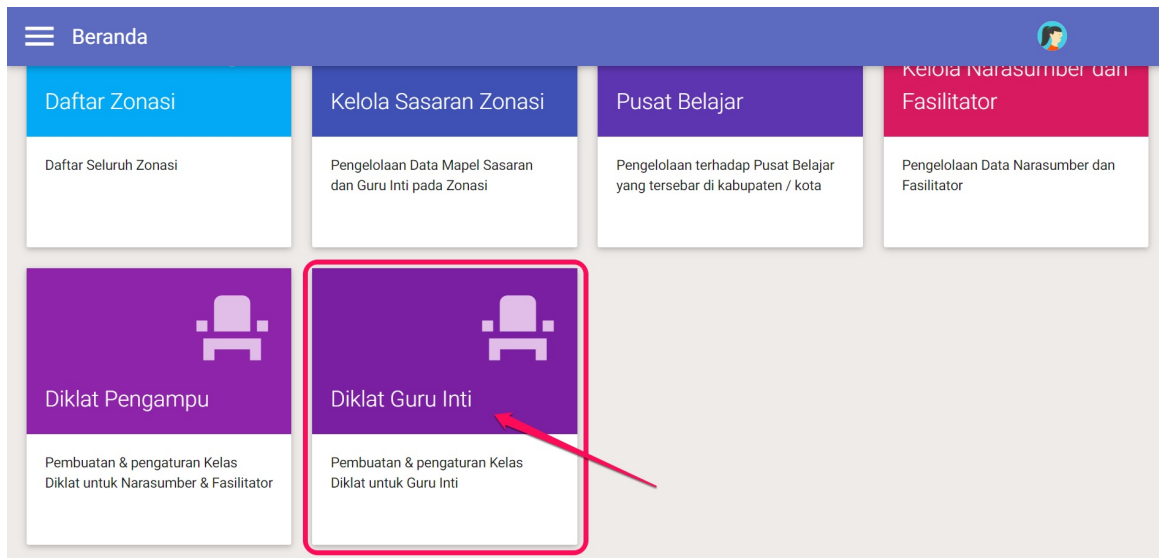 Beranda
Daftar Zonasi
Daftar Seluruh Zonasi
Kelola Sasaran Zonasi
Pengelolaan Data Mapel Sasaran
dan Guru Inti pada Zonasi
Pusat Belajar
Pengelolaan terhadap Pusat Belajar
yang tersebar di kabupaten / kota
Kelola Narasumber dan
Fasilitator
Pengelolaan Data Narasumber dan
Fasilitator
Diklat Pengampu
Pembuatan & pengaturan Kelas
Diklat untuk Narasumber & Fasilitator
Diklat Guru Inti
Pembuatan & pengaturan Kelas
Diklat untuk Guru Inti